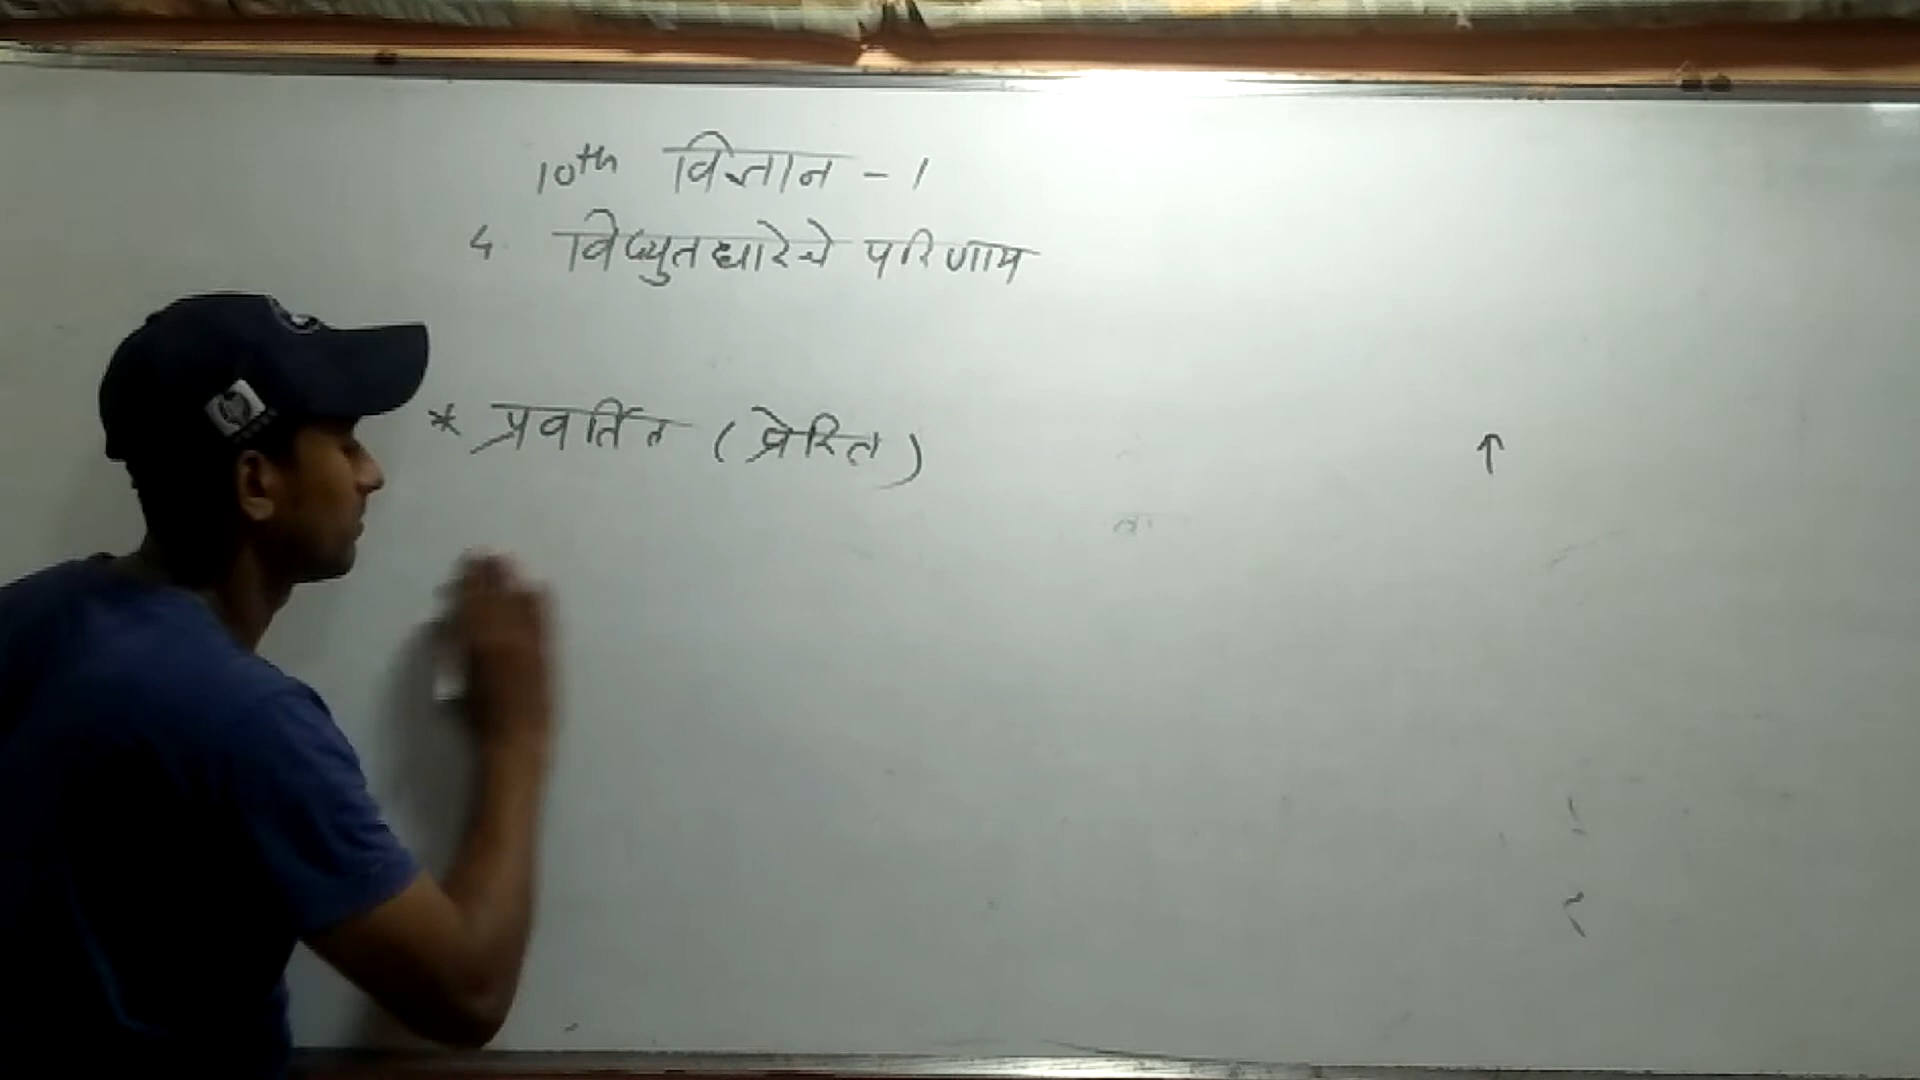 10th विज्ञान - 1
4 विद्युतधारेचे परिणाम
* प्रवर्तित (प्रेरित)